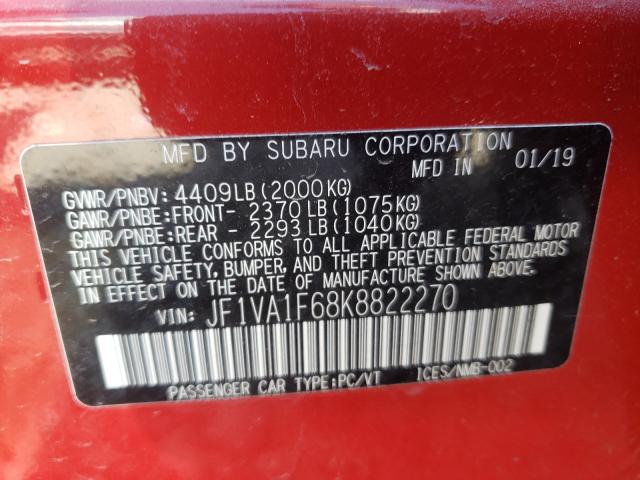 MFD BY SUBARU CORPORATION
MFD IN 01/19
GVWR/PNBV: 4409LB(2000KG)
GAWR/PNBE:FRONT- 2370LB(1075KG)
GAWR/PNBE:REAR - 2293LB(1040KG)
THIS VEHICLE CONFORMS TO ALL APPLICABLE FEDERAL MOTOR
VEHICLE SAFETY, BUMPER, AND THEFT PREVENTION STANDARDS
IN EFFECT ON THE DATE OF MANUFACTURE SHOWN ABOVE.
VIN: JF1VA1F68K8822270
PASSENGER CAR TYPE:PC/VT ICES/NMB-002